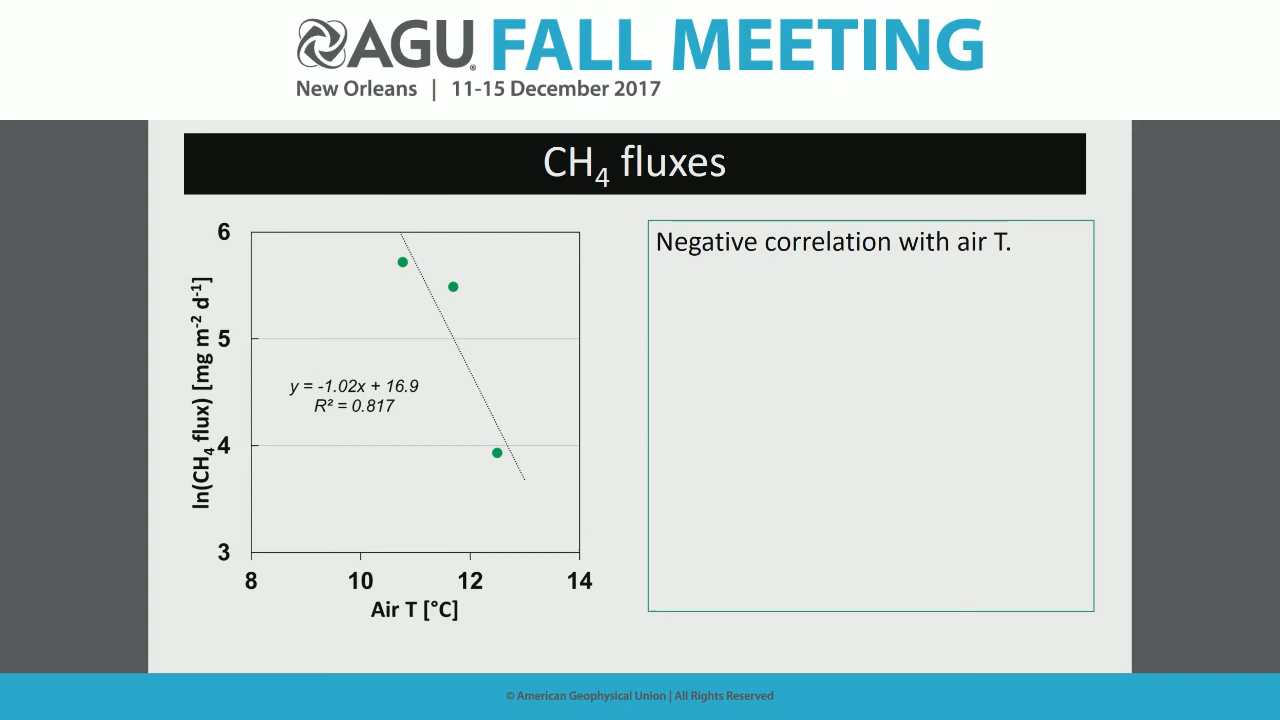 AGU FALL MEETING
New Orleans | 11-15 December 2017
CH₄ fluxes
Negative correlation with air T.
ln(CH₄ flux) [mg m⁻² d⁻¹]
6
5
4
3
y = -1.02x + 16.9
R² = 0.817
8 10 12 14
Air T [°C]
© American Geophysical Union | All Rights Reserved